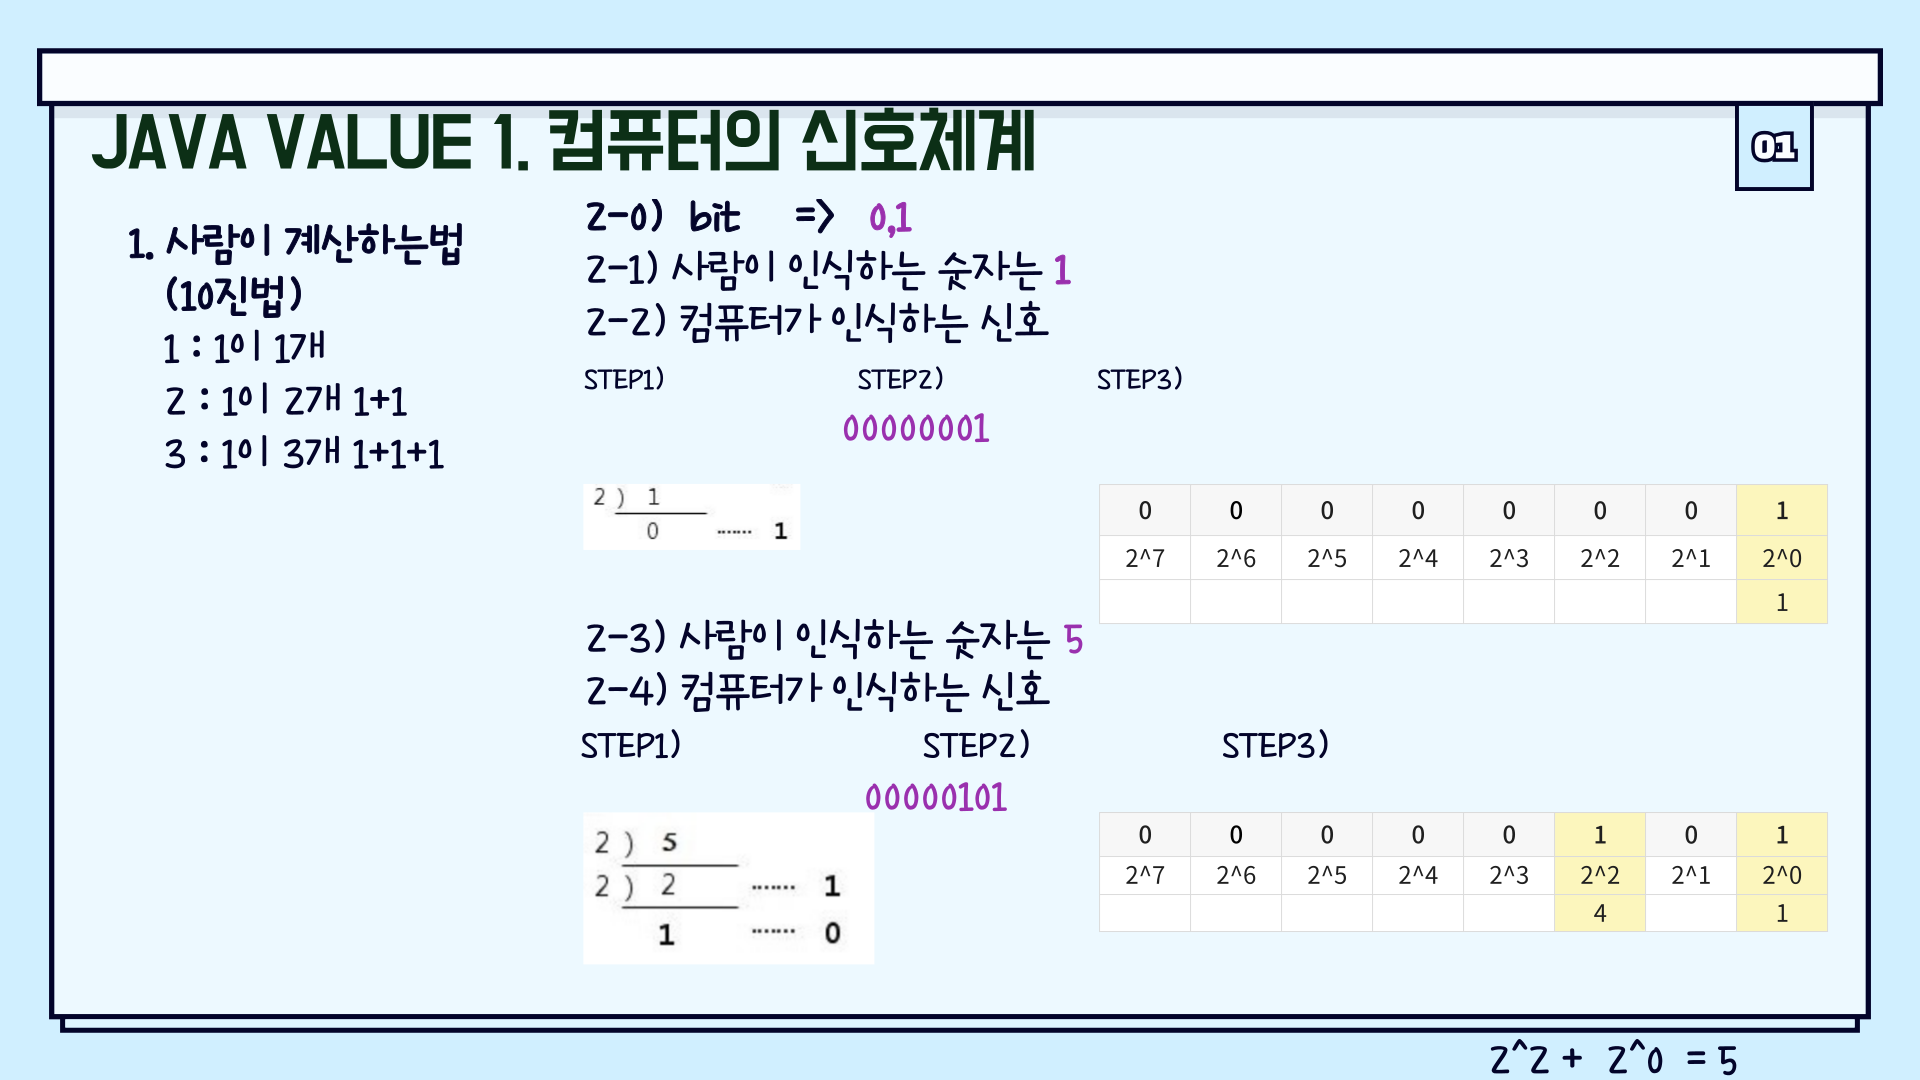 JAVA VALUE 1. 컴퓨터의 신호체계
01
1. 사람이 계산하는법
(10진법)
1 : 1이 1개
2 : 1이 2개 1+1
3 : 1이 3개 1+1+1
2-0) bit => 0,1
2-1) 사람이 인식하는 숫자는 1
2-2) 컴퓨터가 인식하는 신호
STEP1) STEP2) STEP3)
00000001
2 ) 1
0 ....... 1
0 0 0 0 0 0 0 1
2^7 2^6 2^5 2^4 2^3 2^2 2^1 2^0
1
2-3) 사람이 인식하는 숫자는 5
2-4) 컴퓨터가 인식하는 신호
STEP1) STEP2) STEP3)
00000101
2 ) 5
2 ) 2 ....... 1
1 ....... 0
0 0 0 0 0 1 0 1
2^7 2^6 2^5 2^4 2^3 2^2 2^1 2^0
4 1
2^2 + 2^0 = 5